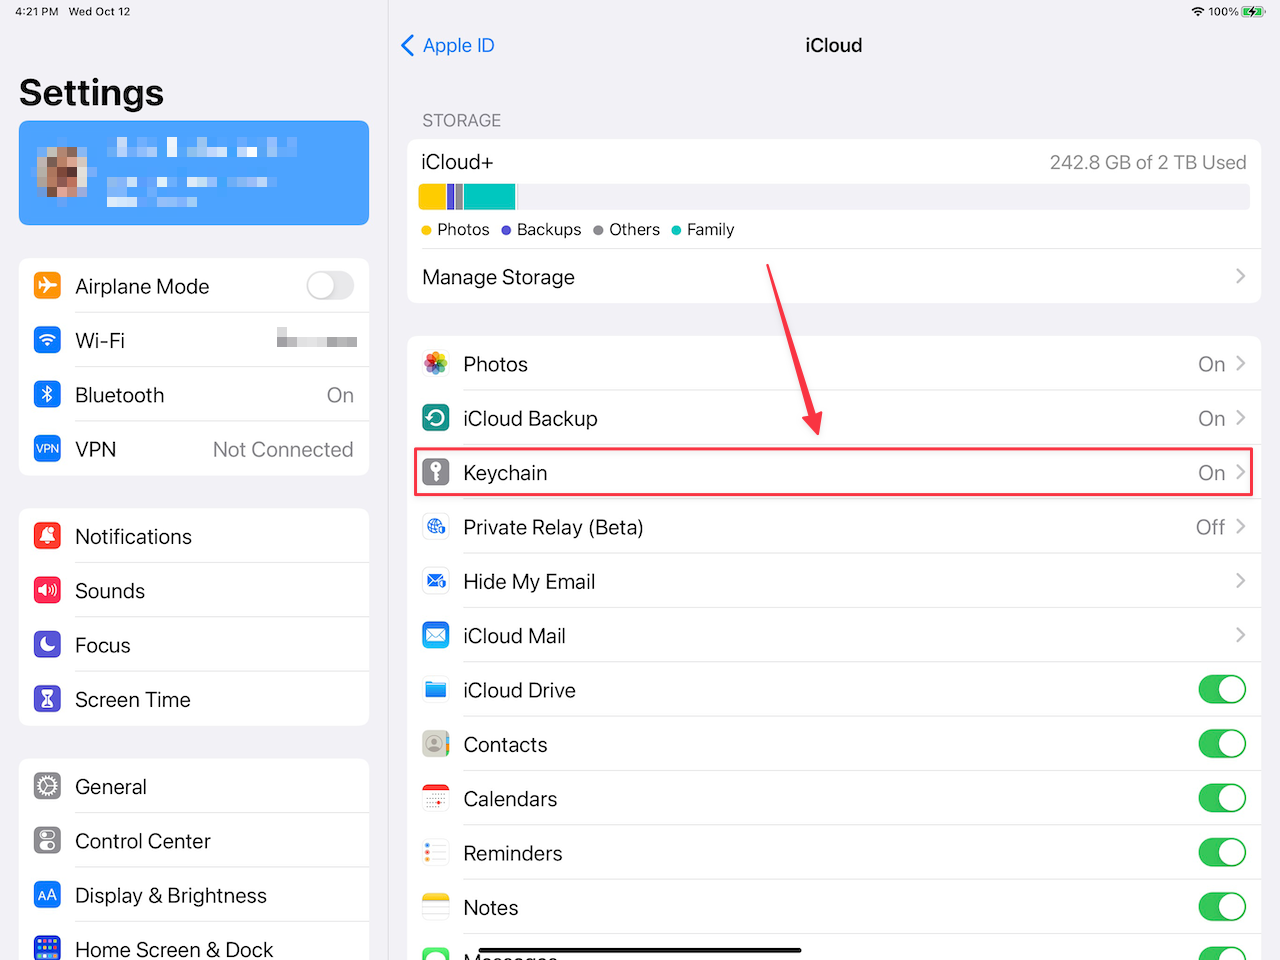 4:21 PM Wed Oct 12
100%
Settings
Airplane Mode
Wi-Fi
Bluetooth On
VPN VPN Not Connected
Notifications
Sounds
Focus
Screen Time
General
Control Center
AA Display & Brightness
Home Screen & Dock
Apple ID
iCloud
STORAGE
iCloud+ 242.8 GB of 2 TB Used
Photos Backups Others Family
Manage Storage
Photos On
iCloud Backup On
Keychain On
Private Relay (Beta) Off
Hide My Email
iCloud Mail
iCloud Drive
Contacts
Calendars
Reminders
Notes
Messages